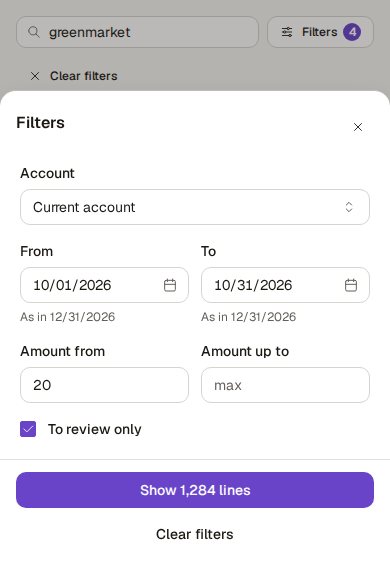 greenmarket
Filters 4
Clear filters
Filters
Account
Current account
From To
10/01/2026 10/31/2026
As in 12/31/2026 As in 12/31/2026
Amount from Amount up to
20 max
To review only
Show 1,284 lines
Clear filters